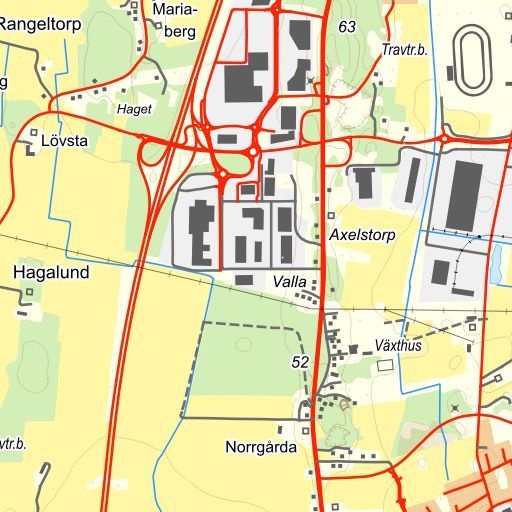 Maria-
berg
Rangeltorp
63
Travtr.b.
Haget
Lövsta
Axelstorp
Hagalund
Valla
Växthus
52
Norrgårda
vtr.b.